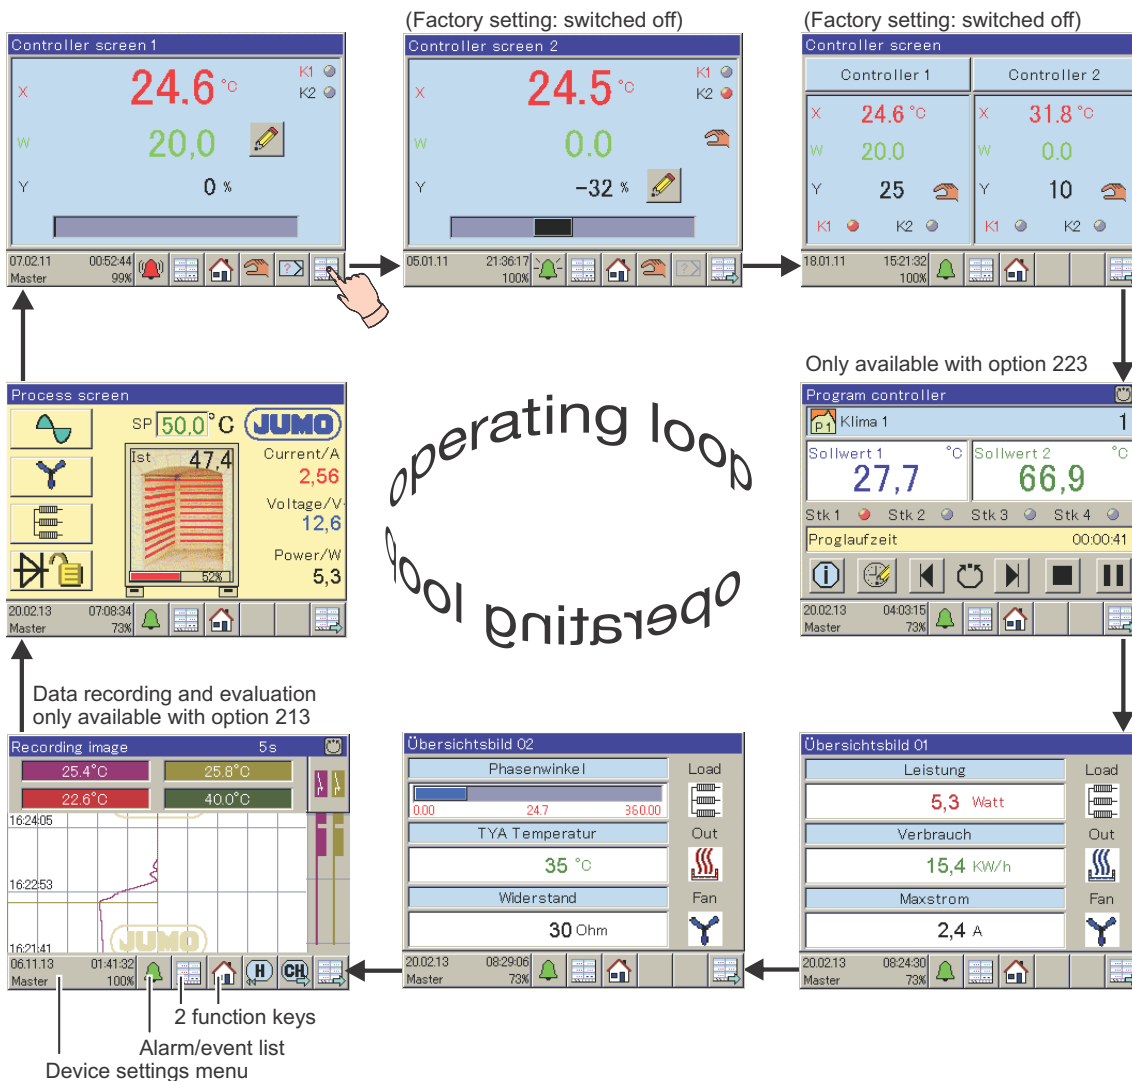 (Factory setting: switched off)
(Factory setting: switched off)
Controller screen 1
K1
X 24.6 °C K2
W 20,0
Y 0 %
07.02.11 00:52:44
Master 99%
Controller screen 2
K1
X 24.5 °C K2
W 0.0
Y -32 %
05.01.11 21:36:17
100%
Controller screen
Controller 1 Controller 2
X 24.6 °C X 31.8 °C
W 20.0 W 0.0
Y 25 Y 10
K1 K2 K1 K2
18.01.11 15:21:32
100%
Only available with option 223
Process screen
SP 50,0 °C JUMO
Ist 47,4 Current/A
2,56
Voltage/V
12,6
Power/W
52% 5,3
20.02.13 07:08:34
Master 73%
operating loop
operating loop
Program controller
P1 Klima 1 1
Sollwert 1 °C Sollwert 2 °C
27,7 66,9
Stk 1 Stk 2 Stk 3 Stk 4
Proglaufzeit 00:00:41
20.02.13 04:03:15
Master 73%
Data recording and evaluation
only available with option 213
Recording image 5s
25.4°C 25.8°C
22.6°C 40.0°C
16:24:05
16:22:53
16:21:41
JUMO
06.11.13 01:41:32
Master 100% H CH
2 function keys
Alarm/event list
Device settings menu
Übersichtsbild 02
Phasenwinkel Load
0.00 24.7 360.00
TYA Temperatur Out
35 °C
Widerstand Fan
30 Ohm
20.02.13 08:29:06
Master 73%
Übersichtsbild 01
Leistung Load
5,3 Watt
Verbrauch Out
15,4 KW/h
Maxstrom Fan
2,4 A
20.02.13 08:24:30
Master 73%